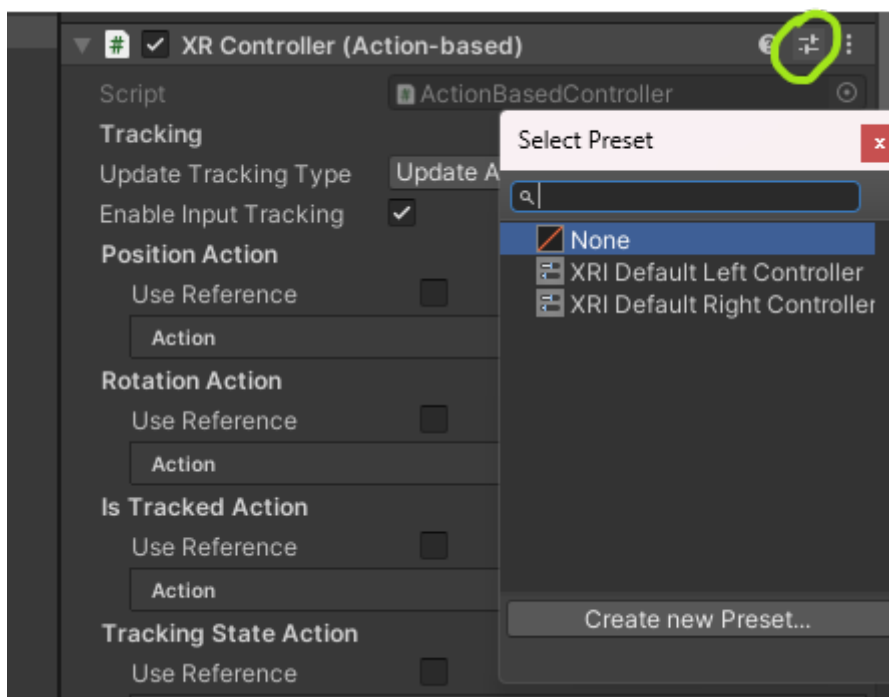 # XR Controller (Action-based)
Script ActionBasedController
Tracking
Select Preset
x
Update Tracking Type Update A
Enable Input Tracking
None
Position Action
XRI Default Left Controller
Use Reference
XRI Default Right Controller
Action
Rotation Action
Use Reference
Action
Is Tracked Action
Use Reference
Action
Create new Preset...
Tracking State Action
Use Reference